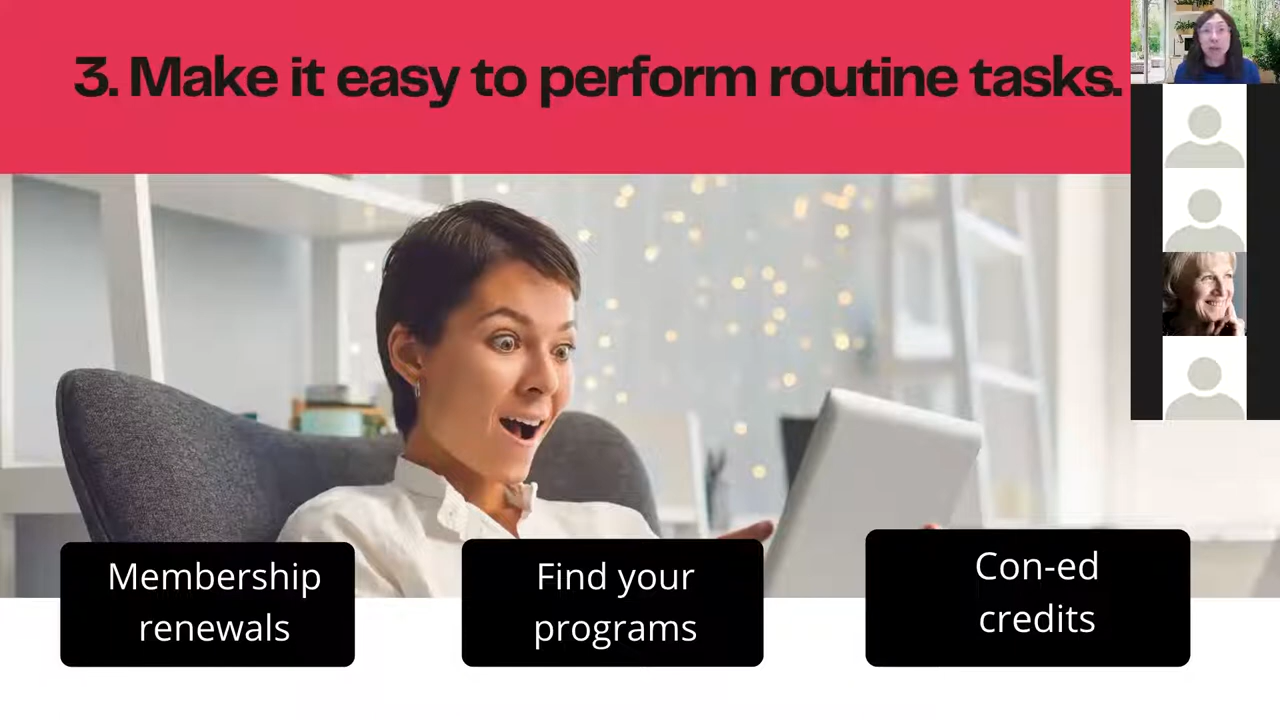 3. Make it easy to perform routine tasks.
Membership
renewals
Find your
programs
Con-ed
credits